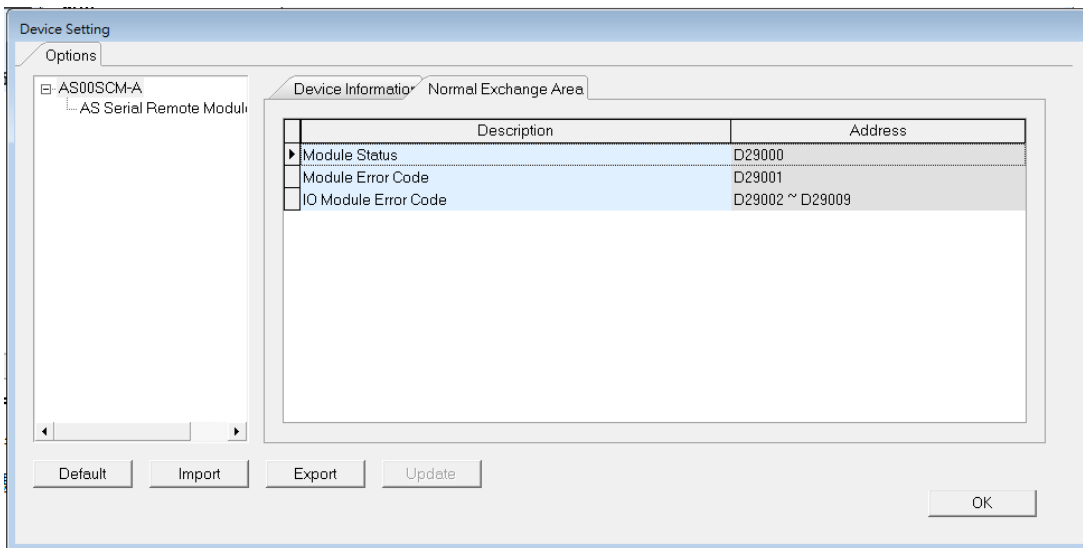 Device Setting
Options
AS00SCM-A
AS Serial Remote Modul
Device Information
Normal Exchange Area
Description Address
Module Status D29000
Module Error Code D29001
IO Module Error Code D29002 ~ D29009
Default Import Export Update
OK